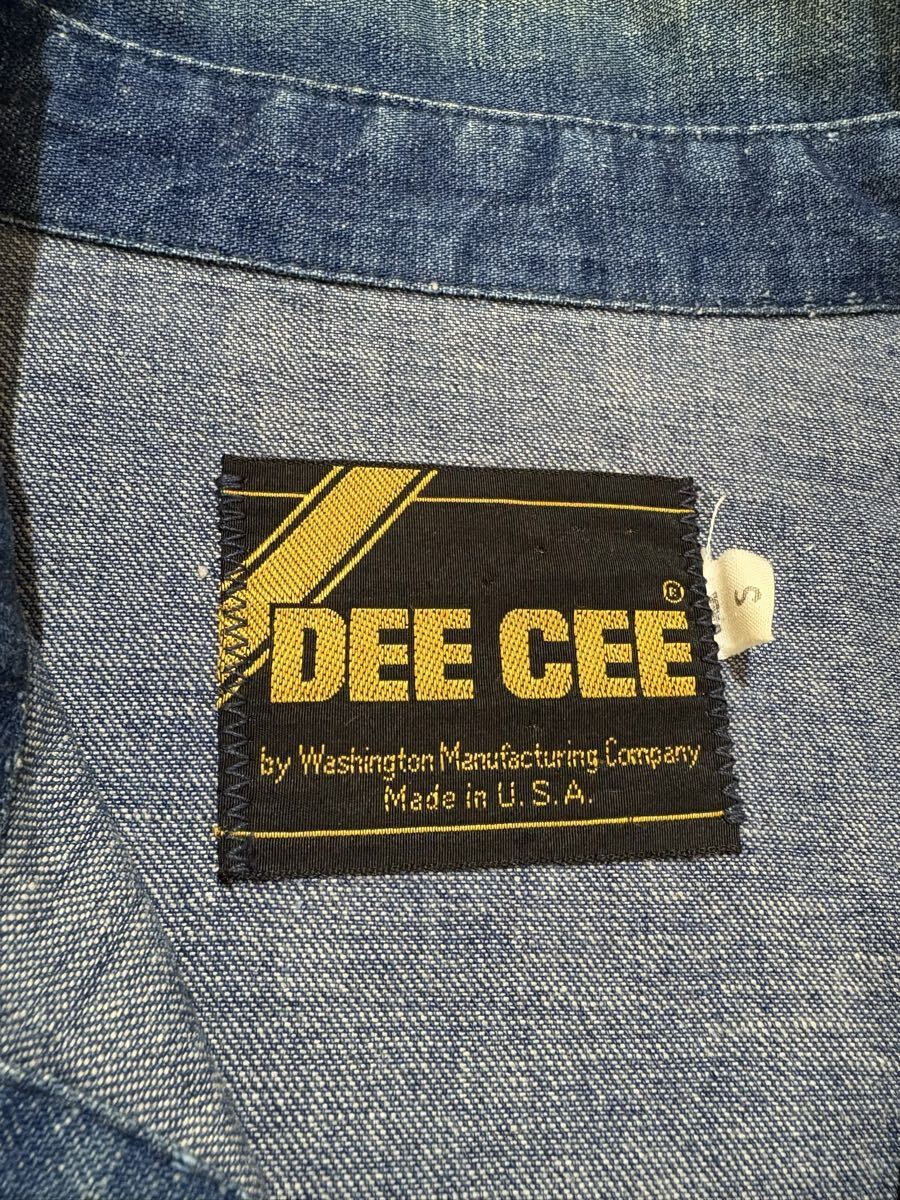 DEE CEE®
by Washington Manufacturing Company
Made in U.S.A.
S